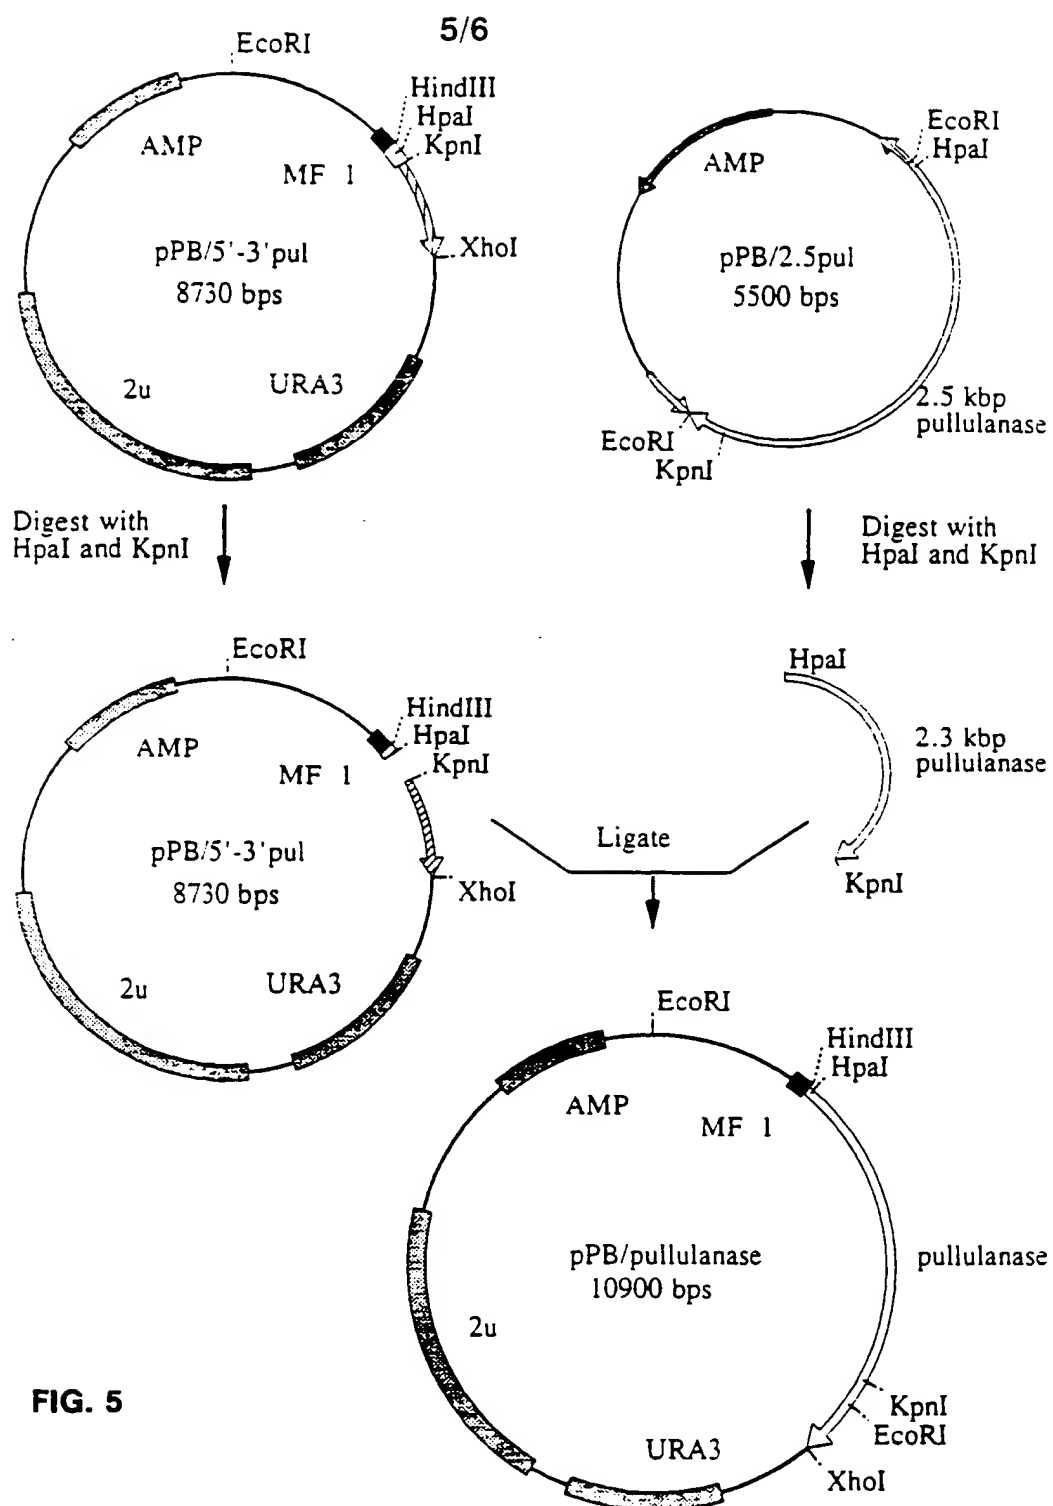 5/6
EcoRI
HindIII
HpaI
KpnI
AMP
MF 1
XhoI
pPB/5'-3'pul
8730 bps
2u
URA3
EcoRI
HpaI
AMP
pPB/2.5pul
5500 bps
2.5 kbp
pullulanase
EcoRI
KpnI
Digest with
HpaI and KpnI
Digest with
HpaI and KpnI
EcoRI
HindIII
HpaI
KpnI
AMP
MF 1
pPB/5'-3'pul
8730 bps
XhoI
2u
URA3
HpaI
2.3 kbp
pullulanase
KpnI
Ligate
EcoRI
HindIII
HpaI
AMP
MF 1
pPB/pullulanase
10900 bps
pullulanase
2u
KpnI
EcoRI
URA3
XhoI
FIG. 5